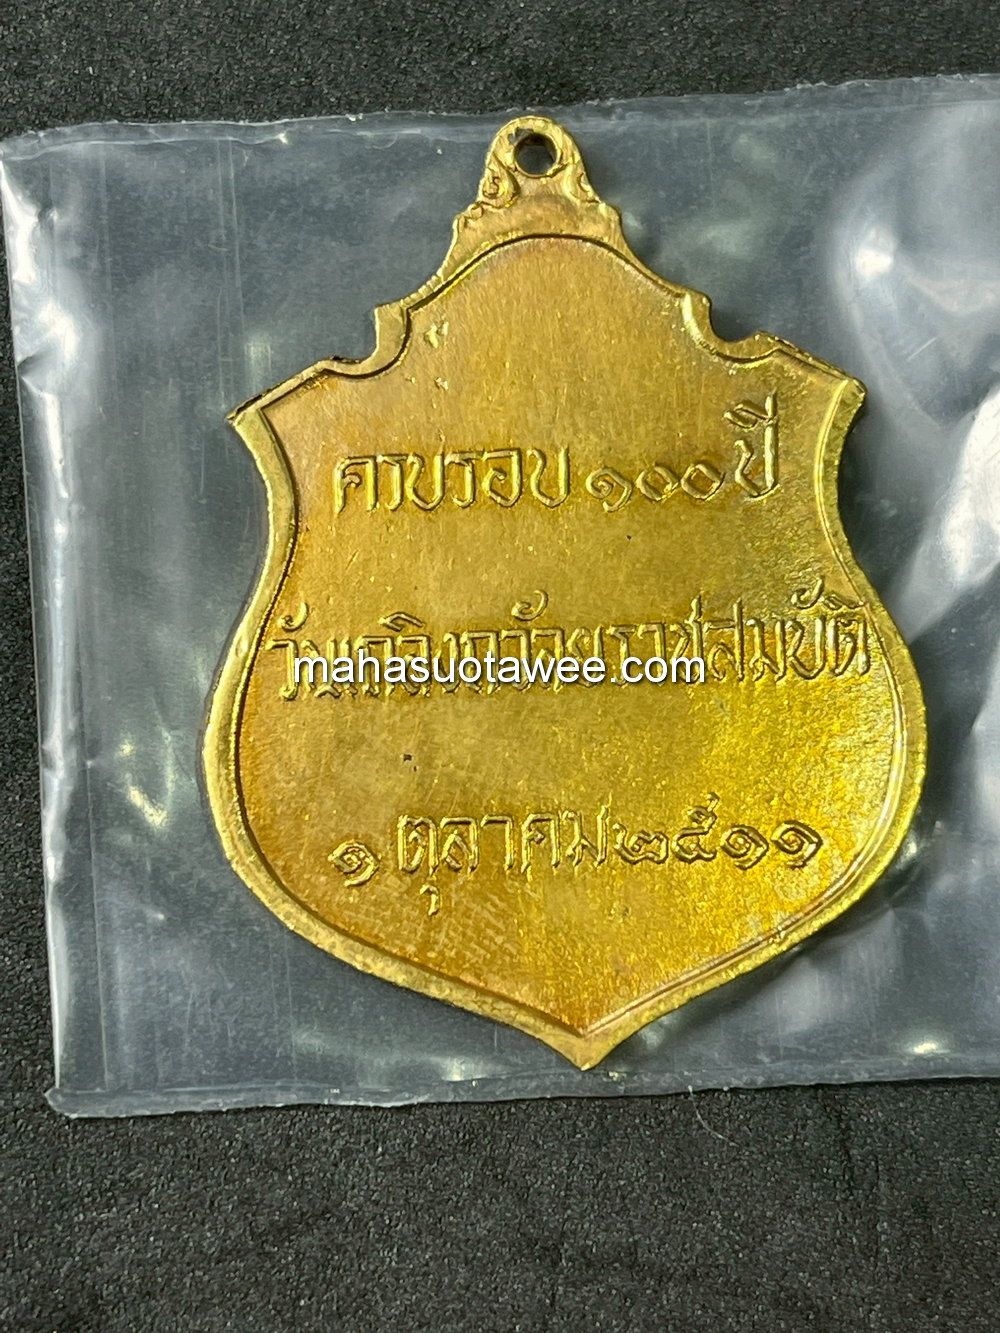 ครบรอบ ๑๐๐ ปี
วันเถลิงถวัลยราชสมบัติ
mahasuotawee.com
๑ ตุลาคม ๒๕๑๑